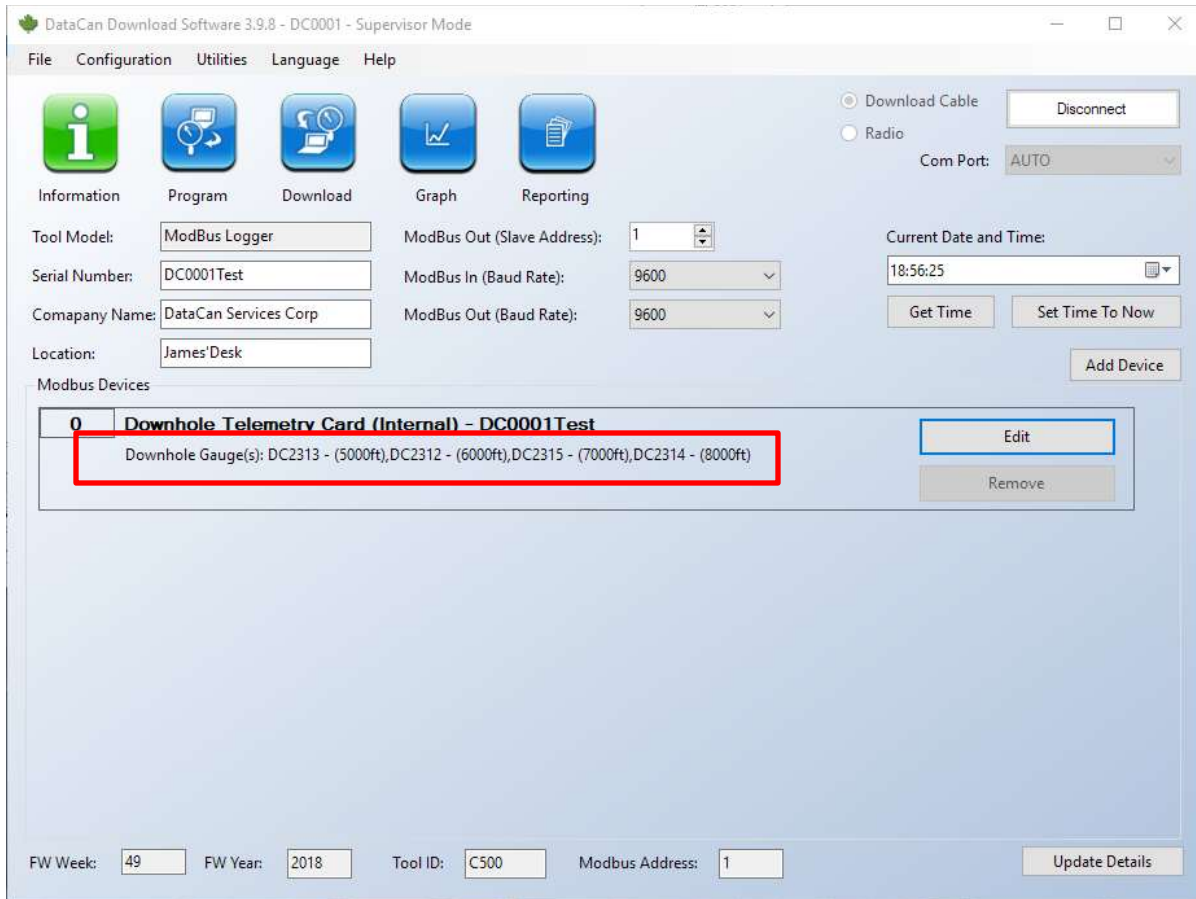 DataCan Download Software 3.9.8 - DC0001 - Supervisor Mode
File Configuration Utilities Language Help
Information Program Download Graph Reporting
Download Cable
Radio
Disconnect
Com Port: AUTO
Tool Model: ModBus Logger
Serial Number: DC0001Test
Comapany Name: DataCan Services Corp
Location: James'Desk
ModBus Out (Slave Address): 1
ModBus In (Baud Rate): 9600
ModBus Out (Baud Rate): 9600
Current Date and Time:
18:56:25
Get Time Set Time To Now
Add Device
Modbus Devices
0 Downhole Telemetry Card (Internal) - DC0001Test
Downhole Gauge(s): DC2313 - (5000ft),DC2312 - (6000ft),DC2315 - (7000ft),DC2314 - (8000ft)
Edit
Remove
FW Week: 49 FW Year: 2018 Tool ID: C500 Modbus Address: 1 Update Details